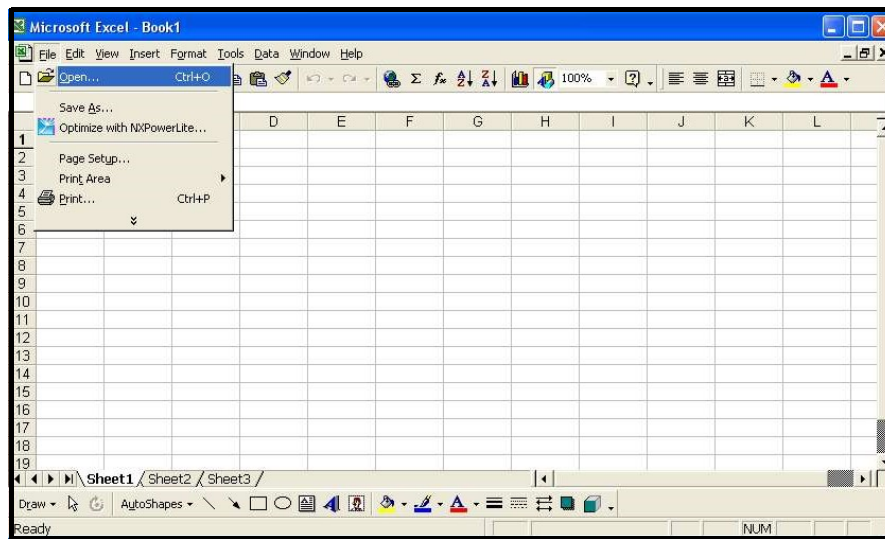 Microsoft Excel - Book1
File Edit View Insert Format Tools Data Window Help
Open... Ctrl+O
100%
Save As...
Optimize with NXPowerLite...
Page Setup...
Print Area
Print... Ctrl+P
D E F G H I J K L
1
2
3
4
5
6
7
8
9
10
11
12
13
14
15
16
17
18
19
Sheet1 Sheet2 Sheet3
Draw AutoShapes
Ready NUM